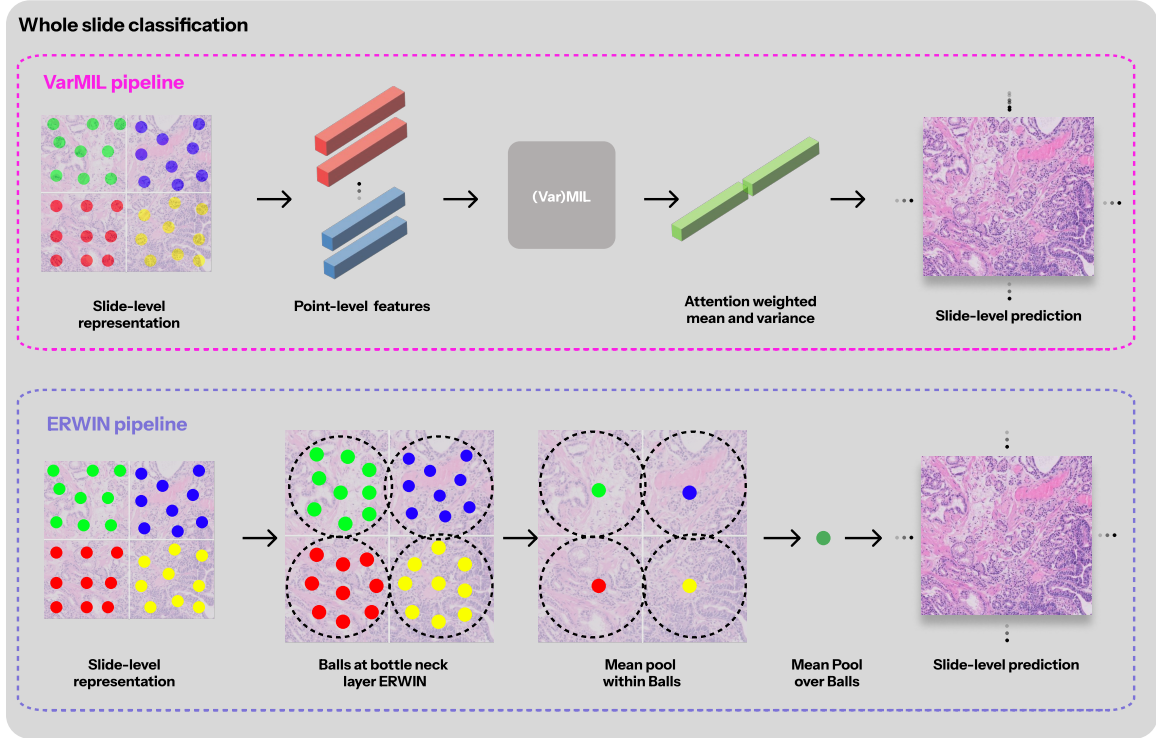 Whole slide classification
VarMIL pipeline
(Var)MIL
Slide-level
representation
Point-level features
Attention weighted
mean and variance
Slide-level prediction
ERWIN pipeline
Slide-level
representation
Balls at bottle neck
layer ERWIN
Mean pool
within Balls
Mean Pool
over Balls
Slide-level prediction